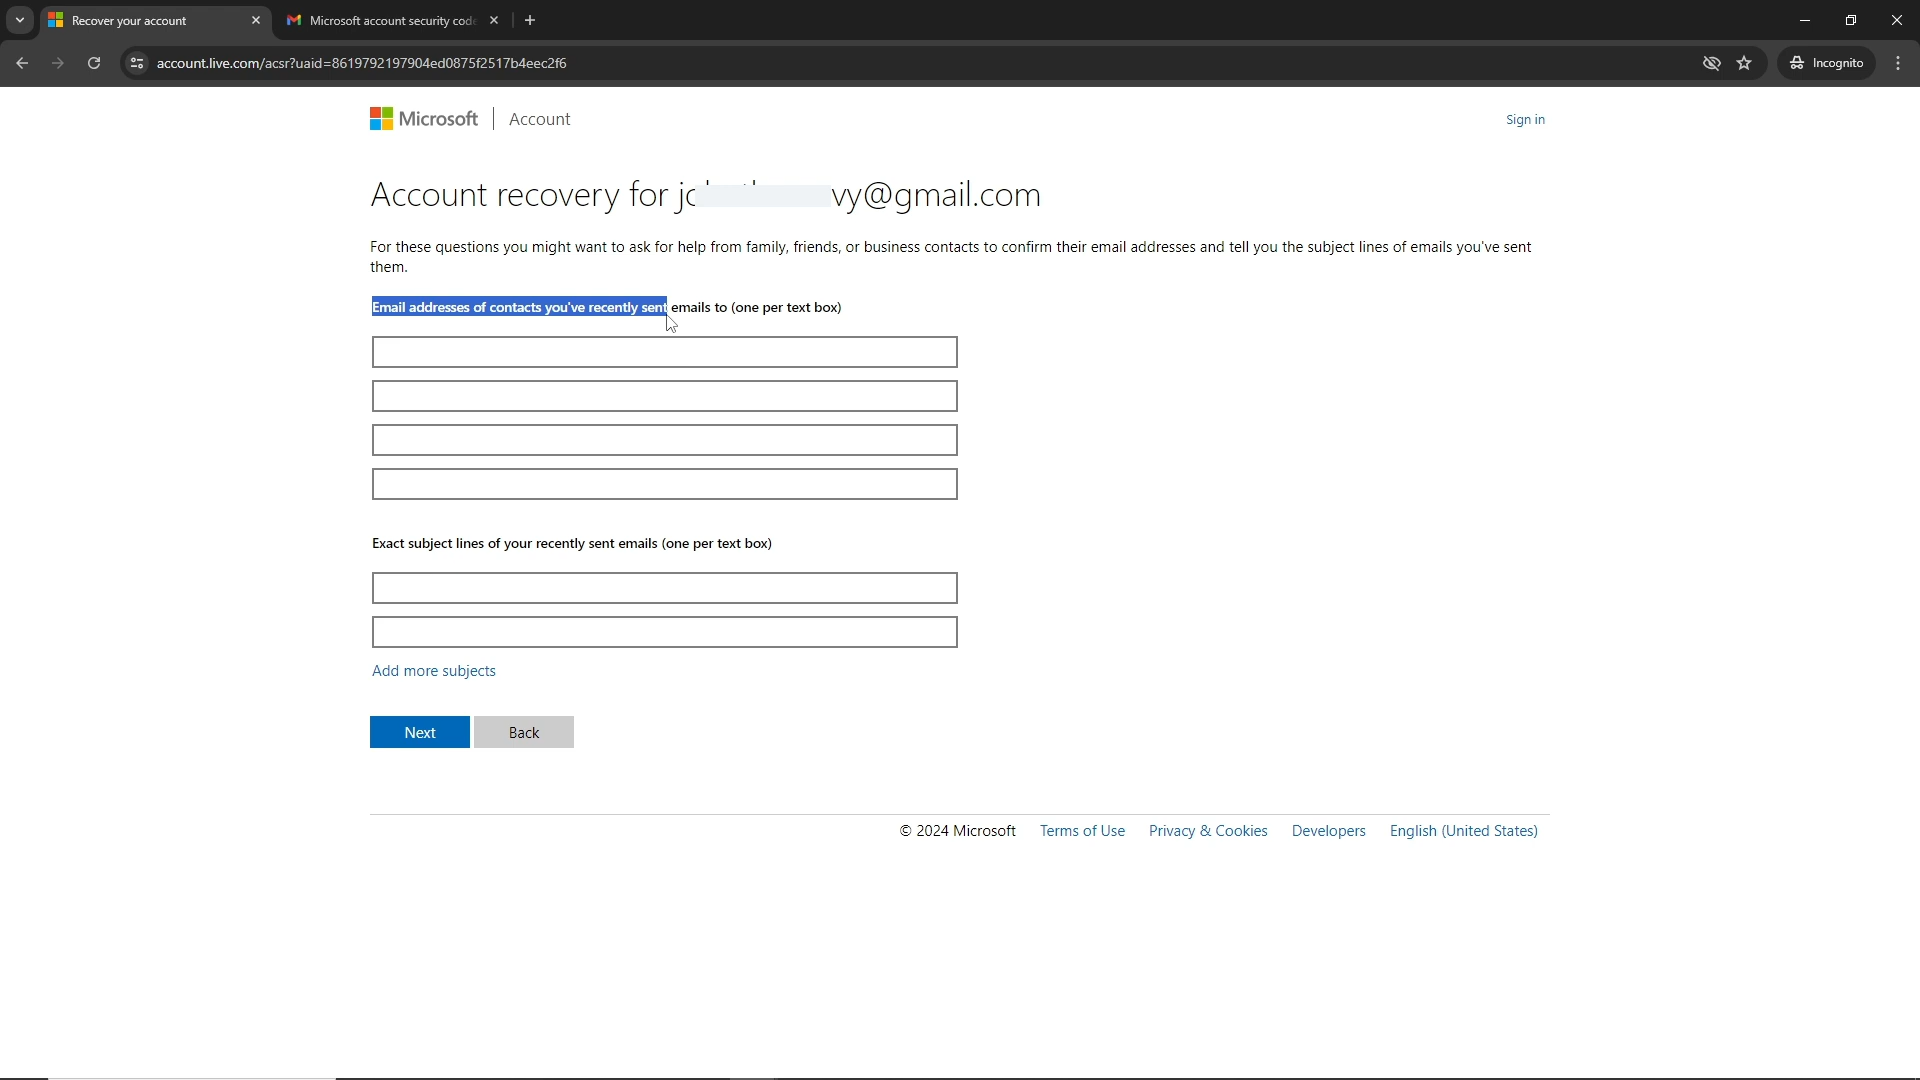 Recover your account
Microsoft account security code
account.live.com/acsr?uaid=8619792197904ed0875f2517b4eec2f6
Incognito
Microsoft
Account
Sign in
Account recovery for vy@gmail.com
For these questions you might want to ask for help from family, friends, or business contacts to confirm their email addresses and tell you the subject lines of emails you've sent
them.
Email addresses of contacts you've recently sent emails to (one per text box)
Exact subject lines of your recently sent emails (one per text box)
Add more subjects
Next
Back
© 2024 Microsoft
Terms of Use
Privacy & Cookies
Developers
English (United States)